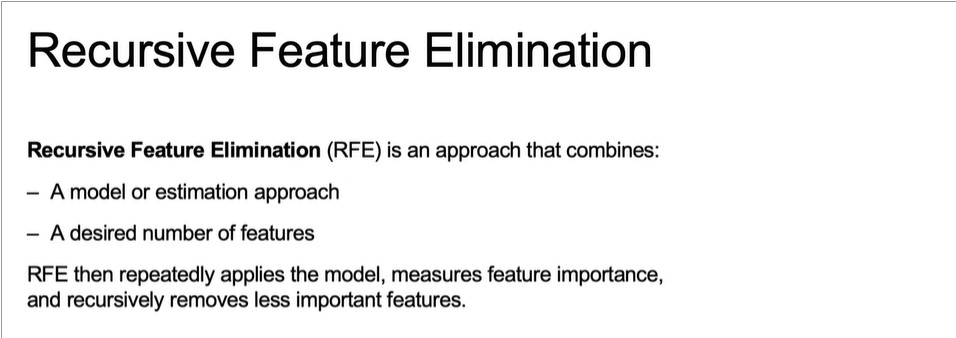 Recursive Feature Elimination
Recursive Feature Elimination (RFE) is an approach that combines:
– A model or estimation approach
– A desired number of features
RFE then repeatedly applies the model, measures feature importance,
and recursively removes less important features.